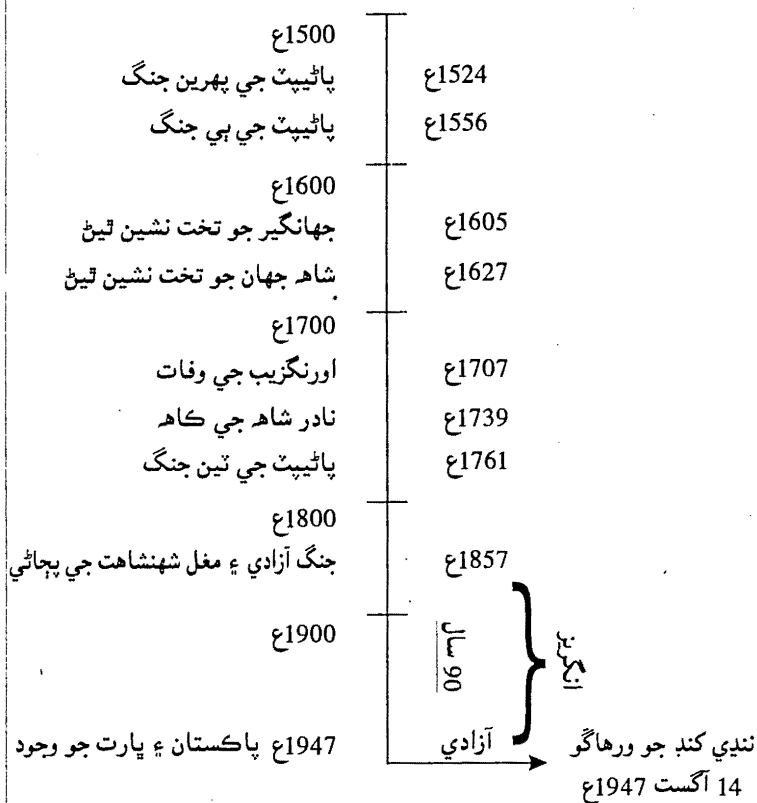 1500ع
پاڻيپٽ جي پهرين جنگ 1524ع
پاڻيپٽ جي ٻي جنگ 1556ع
1600ع
جهانگير جو تخت نشين ٿيڻ 1605ع
شاهه جهان جو تخت نشين ٿيڻ 1627ع
1700ع
اورنگزيب جي وفات 1707ع
نادر شاهه جي ڪاهه 1739ع
پاڻيپٽ جي ٽين جنگ 1761ع
1800ع
جنگ آزادي ۽ مغل شهنشاهت جي پڄاڻي 1857ع
1900ع
90 سال
انگريز
1947ع پاڪستان ۽ ڀارت جو وجود
آزادي
ننڍي کنڊ جو ورهاڱو
14 آگسٽ 1947ع